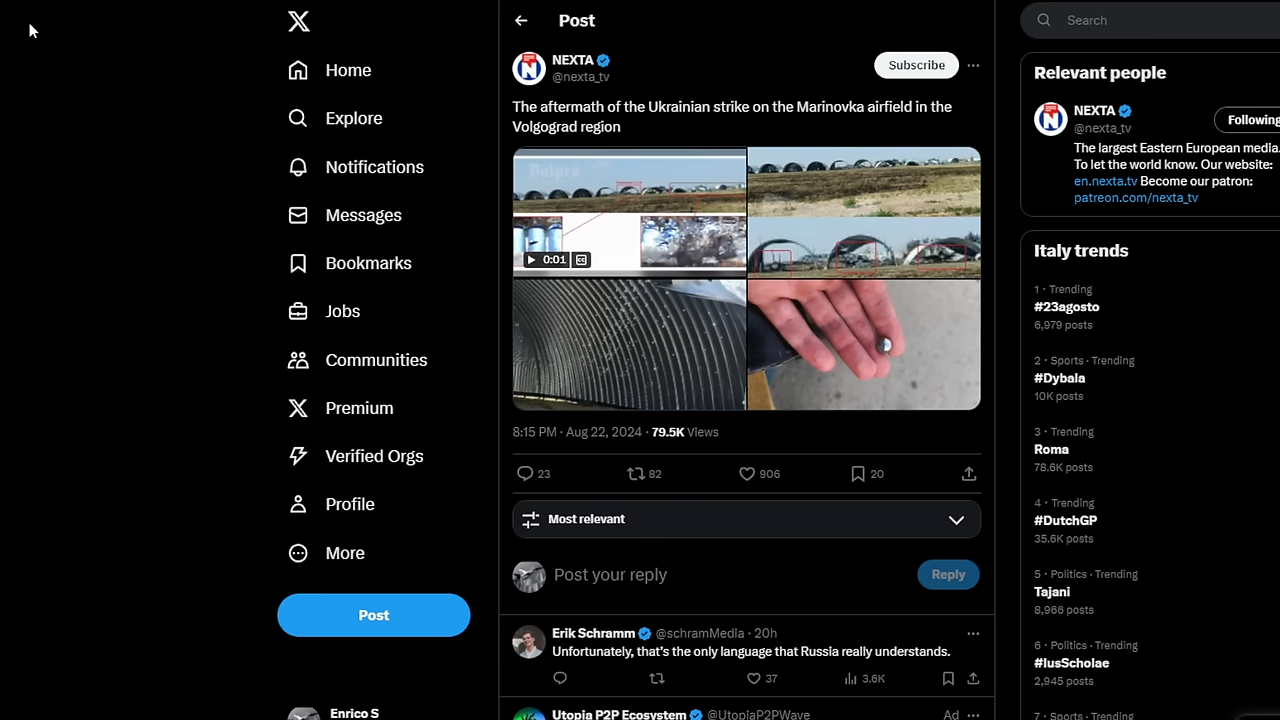 Home
Explore
Notifications
Messages
Bookmarks
Jobs
Communities
Premium
Verified Orgs
Profile
More
Post
Enrico S
Post
NEXTA
@nexta_tv
Subscribe
The aftermath of the Ukrainian strike on the Marinovka airfield in the
Volgograd region
Dnipro
0:01
8:15 PM · Aug 22, 2024 · 79.5K Views
23 82 906 20
Most relevant
Post your reply
Reply
Erik Schramm @schramMedIa · 20h
Unfortunately, that's the only language that Russia really understands.
37 3.6K
Utopia P2P Ecosystem @UtopiaP2PWave Ad
Search
Relevant people
NEXTA
@nexta_tv
Following
The largest Eastern European media.
To let the world know. Our website:
en.nexta.tv Become our patron:
patreon.com/nexta_tv
Italy trends
1 · Trending
#23agosto
6,979 posts
2 · Sports · Trending
#Dybala
10K posts
3 · Trending
Roma
78.6K posts
4 · Trending
#DutchGP
35.6K posts
5 · Politics · Trending
Tajani
8,966 posts
6 · Politics · Trending
#IusScholae
2,945 posts
7 · Sports · Trending